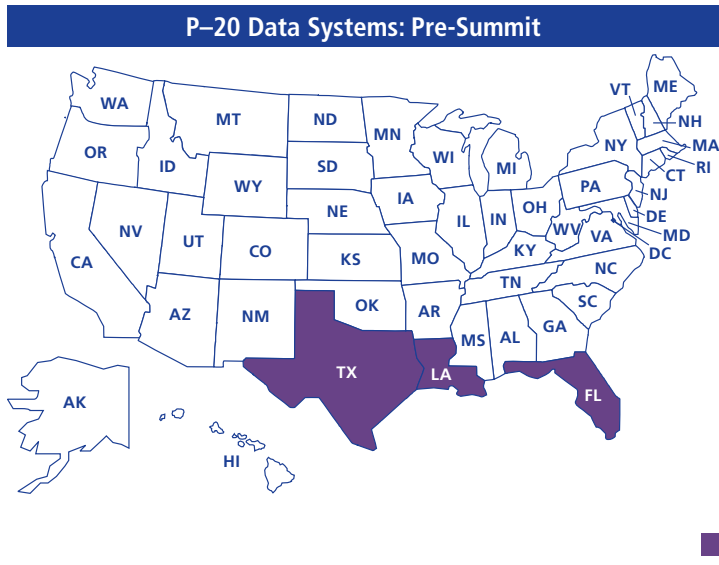 P–20 Data Systems: Pre-Summit
WA
MT
ND
MN
VT
ME
NH
MA
RI
CT
NY
OR
ID
SD
WI
MI
WY
PA
NJ
IA
NE
OH
DE
MD
DC
NV
UT
CO
IL
IN
WV
VA
CA
KS
MO
KY
NC
TN
AZ
NM
OK
AR
SC
MS
AL
GA
TX
LA
FL
AK
HI